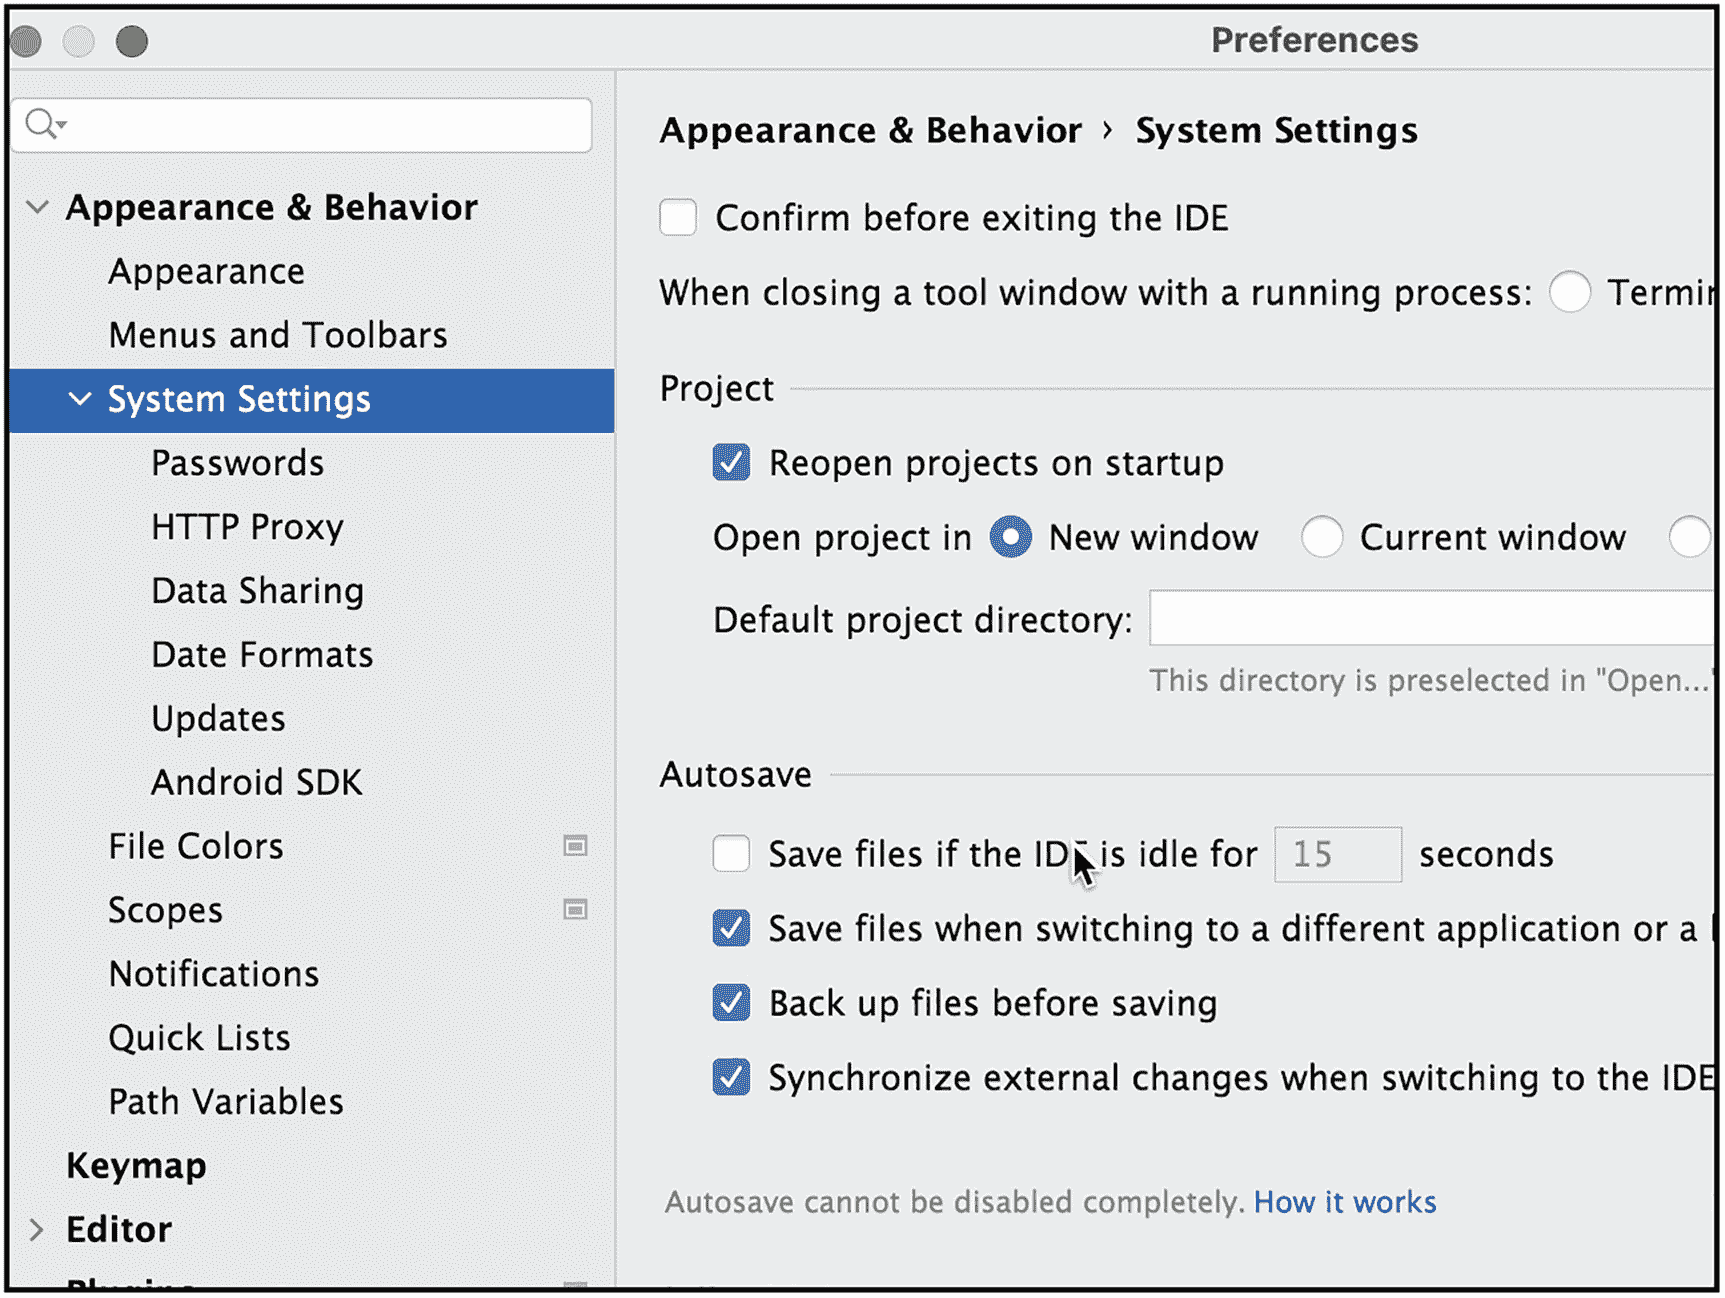 Preferences
Appearance & Behavior
Appearance
Menus and Toolbars
System Settings
Passwords
HTTP Proxy
Data Sharing
Date Formats
Updates
Android SDK
File Colors
Scopes
Notifications
Quick Lists
Path Variables
Keymap
Editor
Appearance & Behavior › System Settings
Confirm before exiting the IDE
When closing a tool window with a running process:
Project
Reopen projects on startup
Open project in New window Current window
Default project directory:
This directory is preselected in "Open..."
Autosave
Save files if the IDE is idle for 15 seconds
Save files when switching to a different application or a
Back up files before saving
Synchronize external changes when switching to the IDE
Autosave cannot be disabled completely. How it works